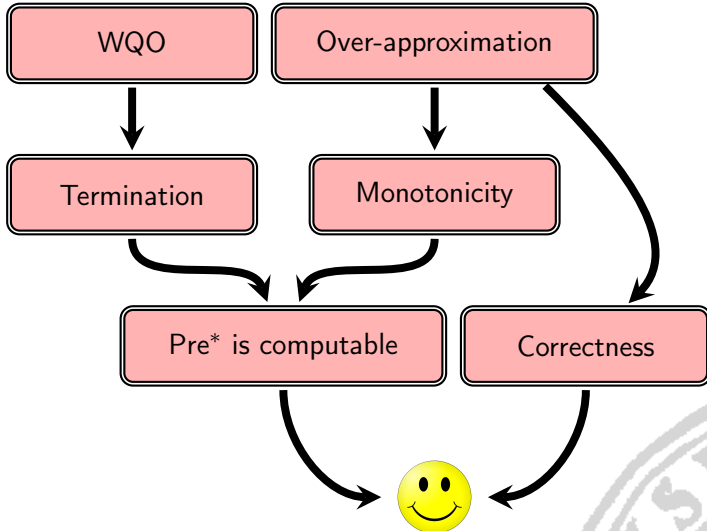 WQO
Over-approximation
Termination
Monotonicity
Pre* is computable
Correctness